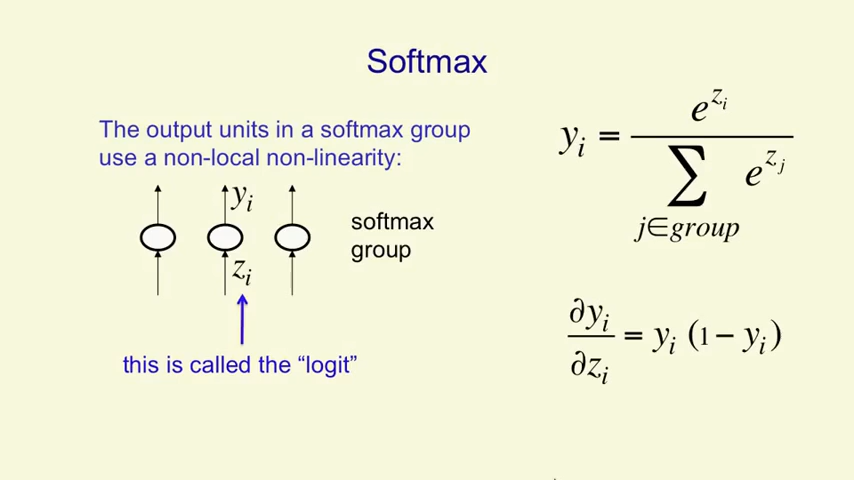 Softmax
The output units in a softmax group
use a non-local non-linearity:
y_i
softmax
group
z_i
this is called the “logit”
y_i = e^{z_i} / ∑_{j∈group} e^{z_j}
∂y_i / ∂z_i = y_i (1 − y_i)